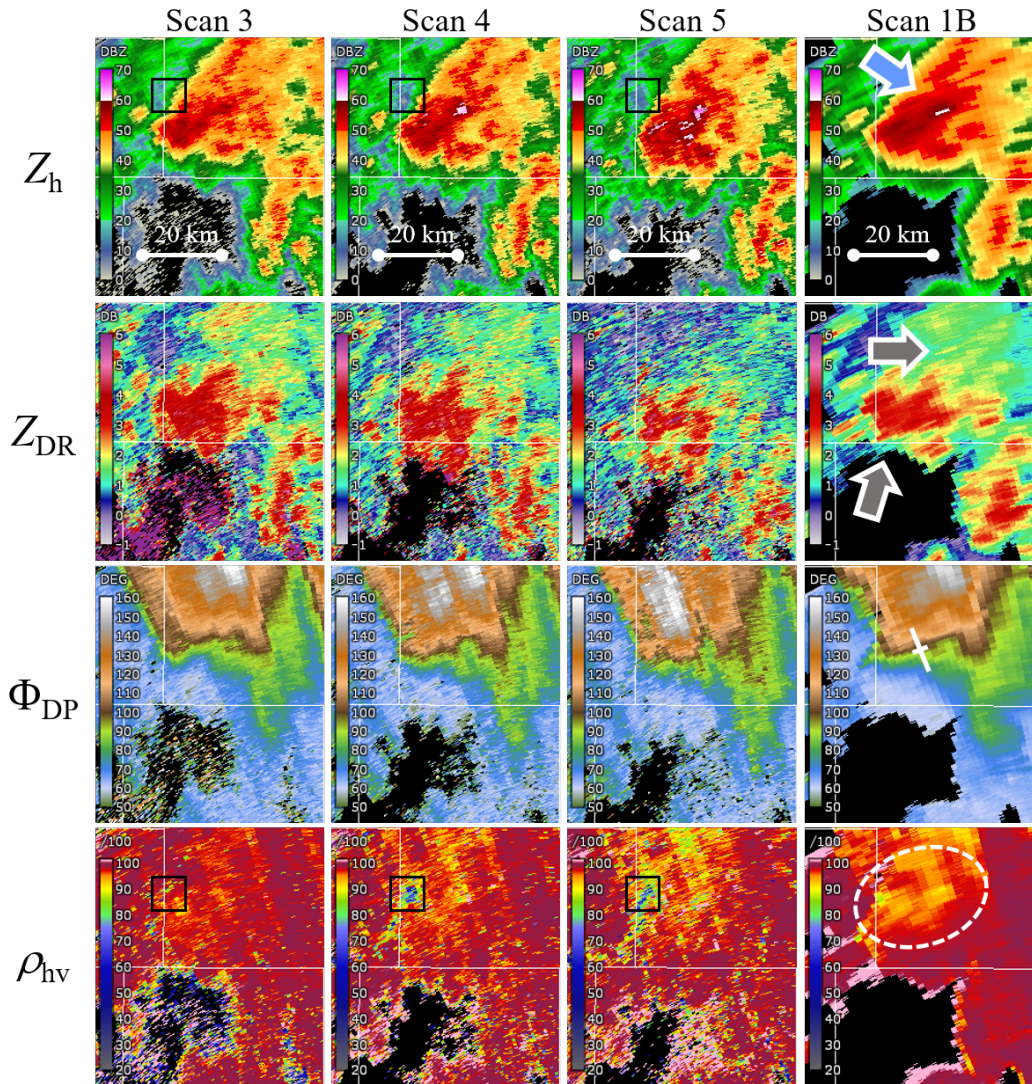 Scan 3 Scan 4 Scan 5 Scan 1B
Zh
DBZ DBZ DBZ DBZ
70 70 70 70
60 60 60 60
50 50 50 50
40 40 40 40
30 30 30 30
20 20 20 20
20 km 20 km 20 km 20 km
10 10 10 10
0 0 0 0
ZDR
DB DB DB DB
6 6 6 6
5 5 5 5
4 4 4 4
3 3 3 3
2 2 2 2
1 1 1 1
0 0 0 0
-1 -1 -1 -1
ΦDP
DEG DEG DEG DEG
160 160 160 160
140 140 140 140
130 130 130 130
120 120 120 120
110 110 110 110
100 100 100 100
90 90 90 90
80 80 80 80
70 70 70 70
60 60 60 60
50 50 50 50
ρhv
/100 /100 /100 /100
100 100 100 100
90 90 90 90
80 80 80 80
70 70 70 70
60 60 60 60
50 50 50 50
40 40 40 40
30 30 30 30
20 20 20 20